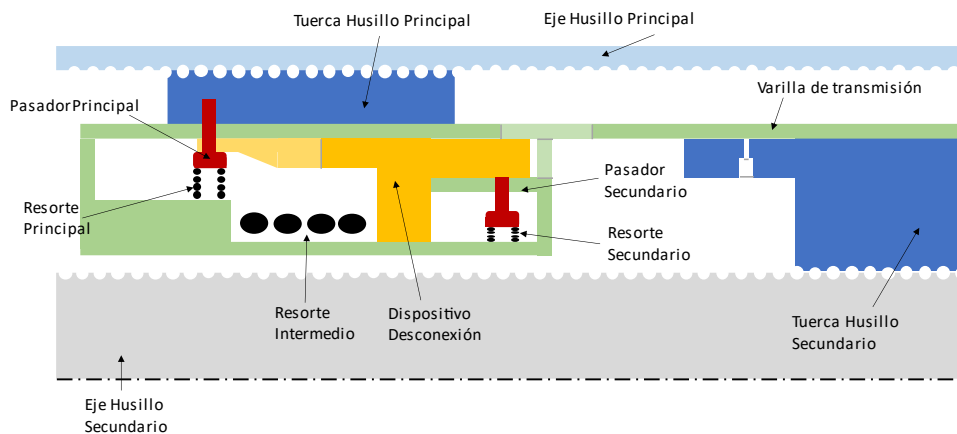 Tuerca Husillo Principal
Eje Husillo Principal
Varilla de transmisión
PasadorPrincipal
Pasador
Secundario
Resorte
Principal
Resorte
Secundario
Resorte
Intermedio
Dispositivo
Desconexión
Tuerca Husillo
Secundario
Eje Husillo
Secundario